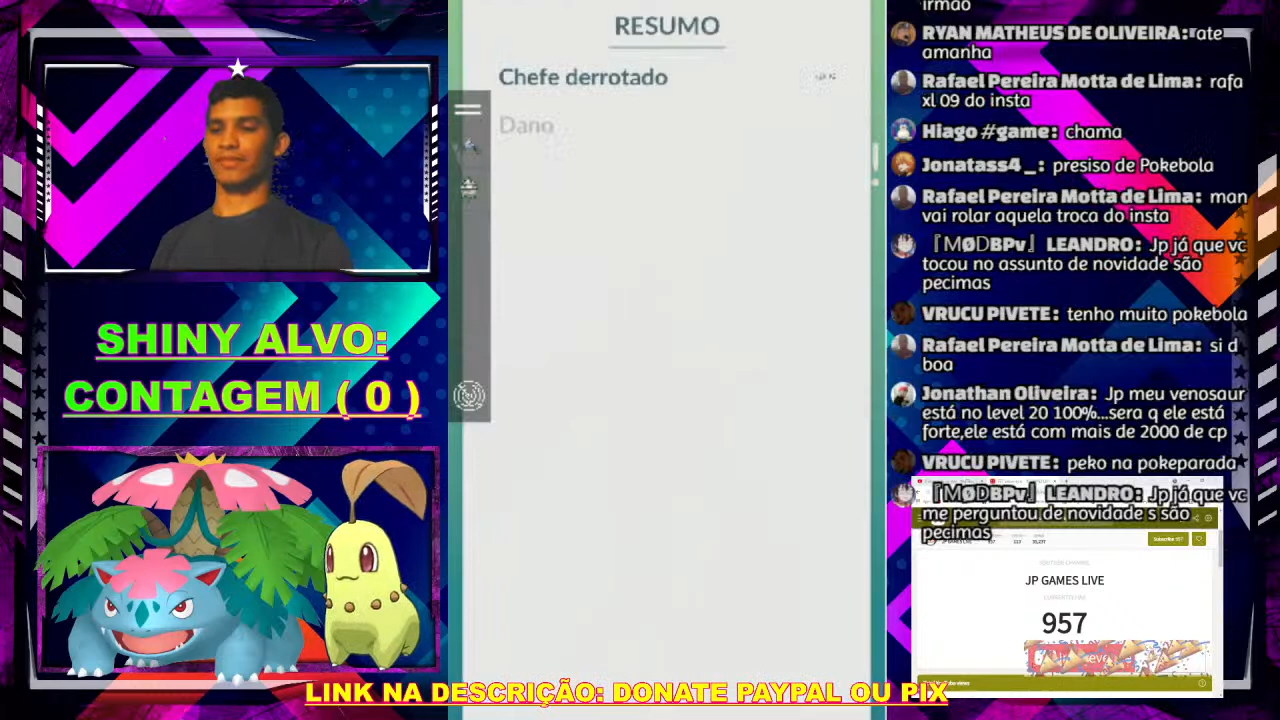 RESUMO
Chefe derrotado
Dano
SHINY ALVO:
CONTAGEM ( 0 )
irmão
RYAN MATHEUS DE OLIVEIRA: ate
amanha
Rafael Pereira Motta de Lima: rafa
xl 09 do insta
Hiago #game: chama
Jonatass4_: presiso de Pokebola
Rafael Pereira Motta de Lima: man
vai rolar aquela troca do insta
『MØDBPv』 LEANDRO: Jp já que vc
tocou no assunto de novidade são
pecimas
VRUCU PIVETE: tenho muito pokebola
Rafael Pereira Motta de Lima: si d
boa
Jonathan Oliveira: Jp meu venosaur
está no level 20 100%...sera q ele está
forte,ele está com mais de 2000 de cp
VRUCU PIVETE: peko na pokeparada
『MØDBPv』 LEANDRO: Jp já que vc
me perguntou de novidade s são
pecimas
JP GAMES LIVE
YOUTUBE CHANNEL
JP GAMES LIVE
957
LINK NA DESCRIÇÃO: DONATE PAYPAL OU PIX